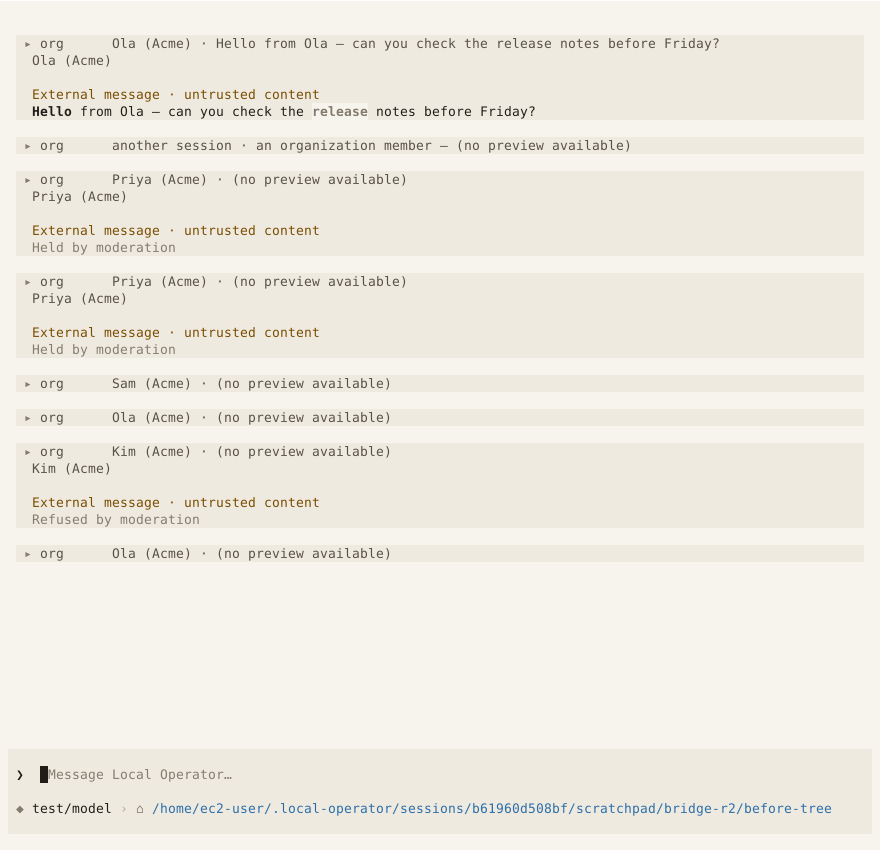 ▸ org      Ola (Acme) · Hello from Ola — can you check the release notes before Friday?
Ola (Acme)
External message · untrusted content
Hello from Ola — can you check the release notes before Friday?
▸ org      another session · an organization member — (no preview available)
▸ org      Priya (Acme) · (no preview available)
Priya (Acme)
External message · untrusted content
Held by moderation
▸ org      Priya (Acme) · (no preview available)
Priya (Acme)
External message · untrusted content
Held by moderation
▸ org      Sam (Acme) · (no preview available)
▸ org      Ola (Acme) · (no preview available)
▸ org      Kim (Acme) · (no preview available)
Kim (Acme)
External message · untrusted content
Refused by moderation
▸ org      Ola (Acme) · (no preview available)
❯ Message Local Operator…
◆ test/model › ⌂ /home/ec2-user/.local-operator/sessions/b61960d508bf/scratchpad/bridge-r2/before-tree